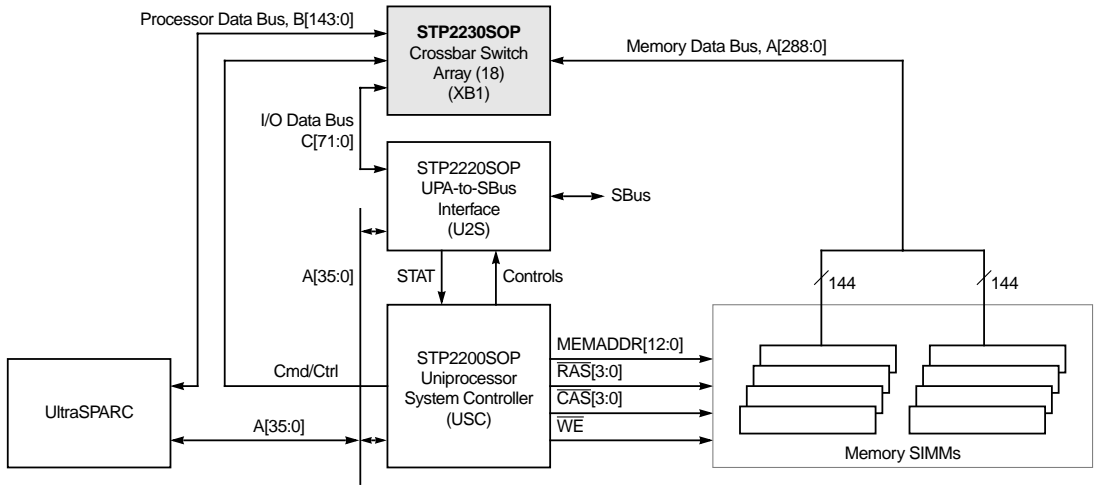 Processor Data Bus, B[143:0]
STP2230SOP
Crossbar Switch
Array (18)
(XB1)
Memory Data Bus, A[288:0]
I/O Data Bus
C[71:0]
STP2220SOP
UPA-to-SBus
Interface
(U2S)
SBus
A[35:0]
STAT
Controls
144
144
STP2200SOP
Uniprocessor
System Controller
(USC)
MEMADDR[12:0]
RAS[3:0]
CAS[3:0]
WE
Cmd/Ctrl
UltraSPARC
A[35:0]
Memory SIMMs